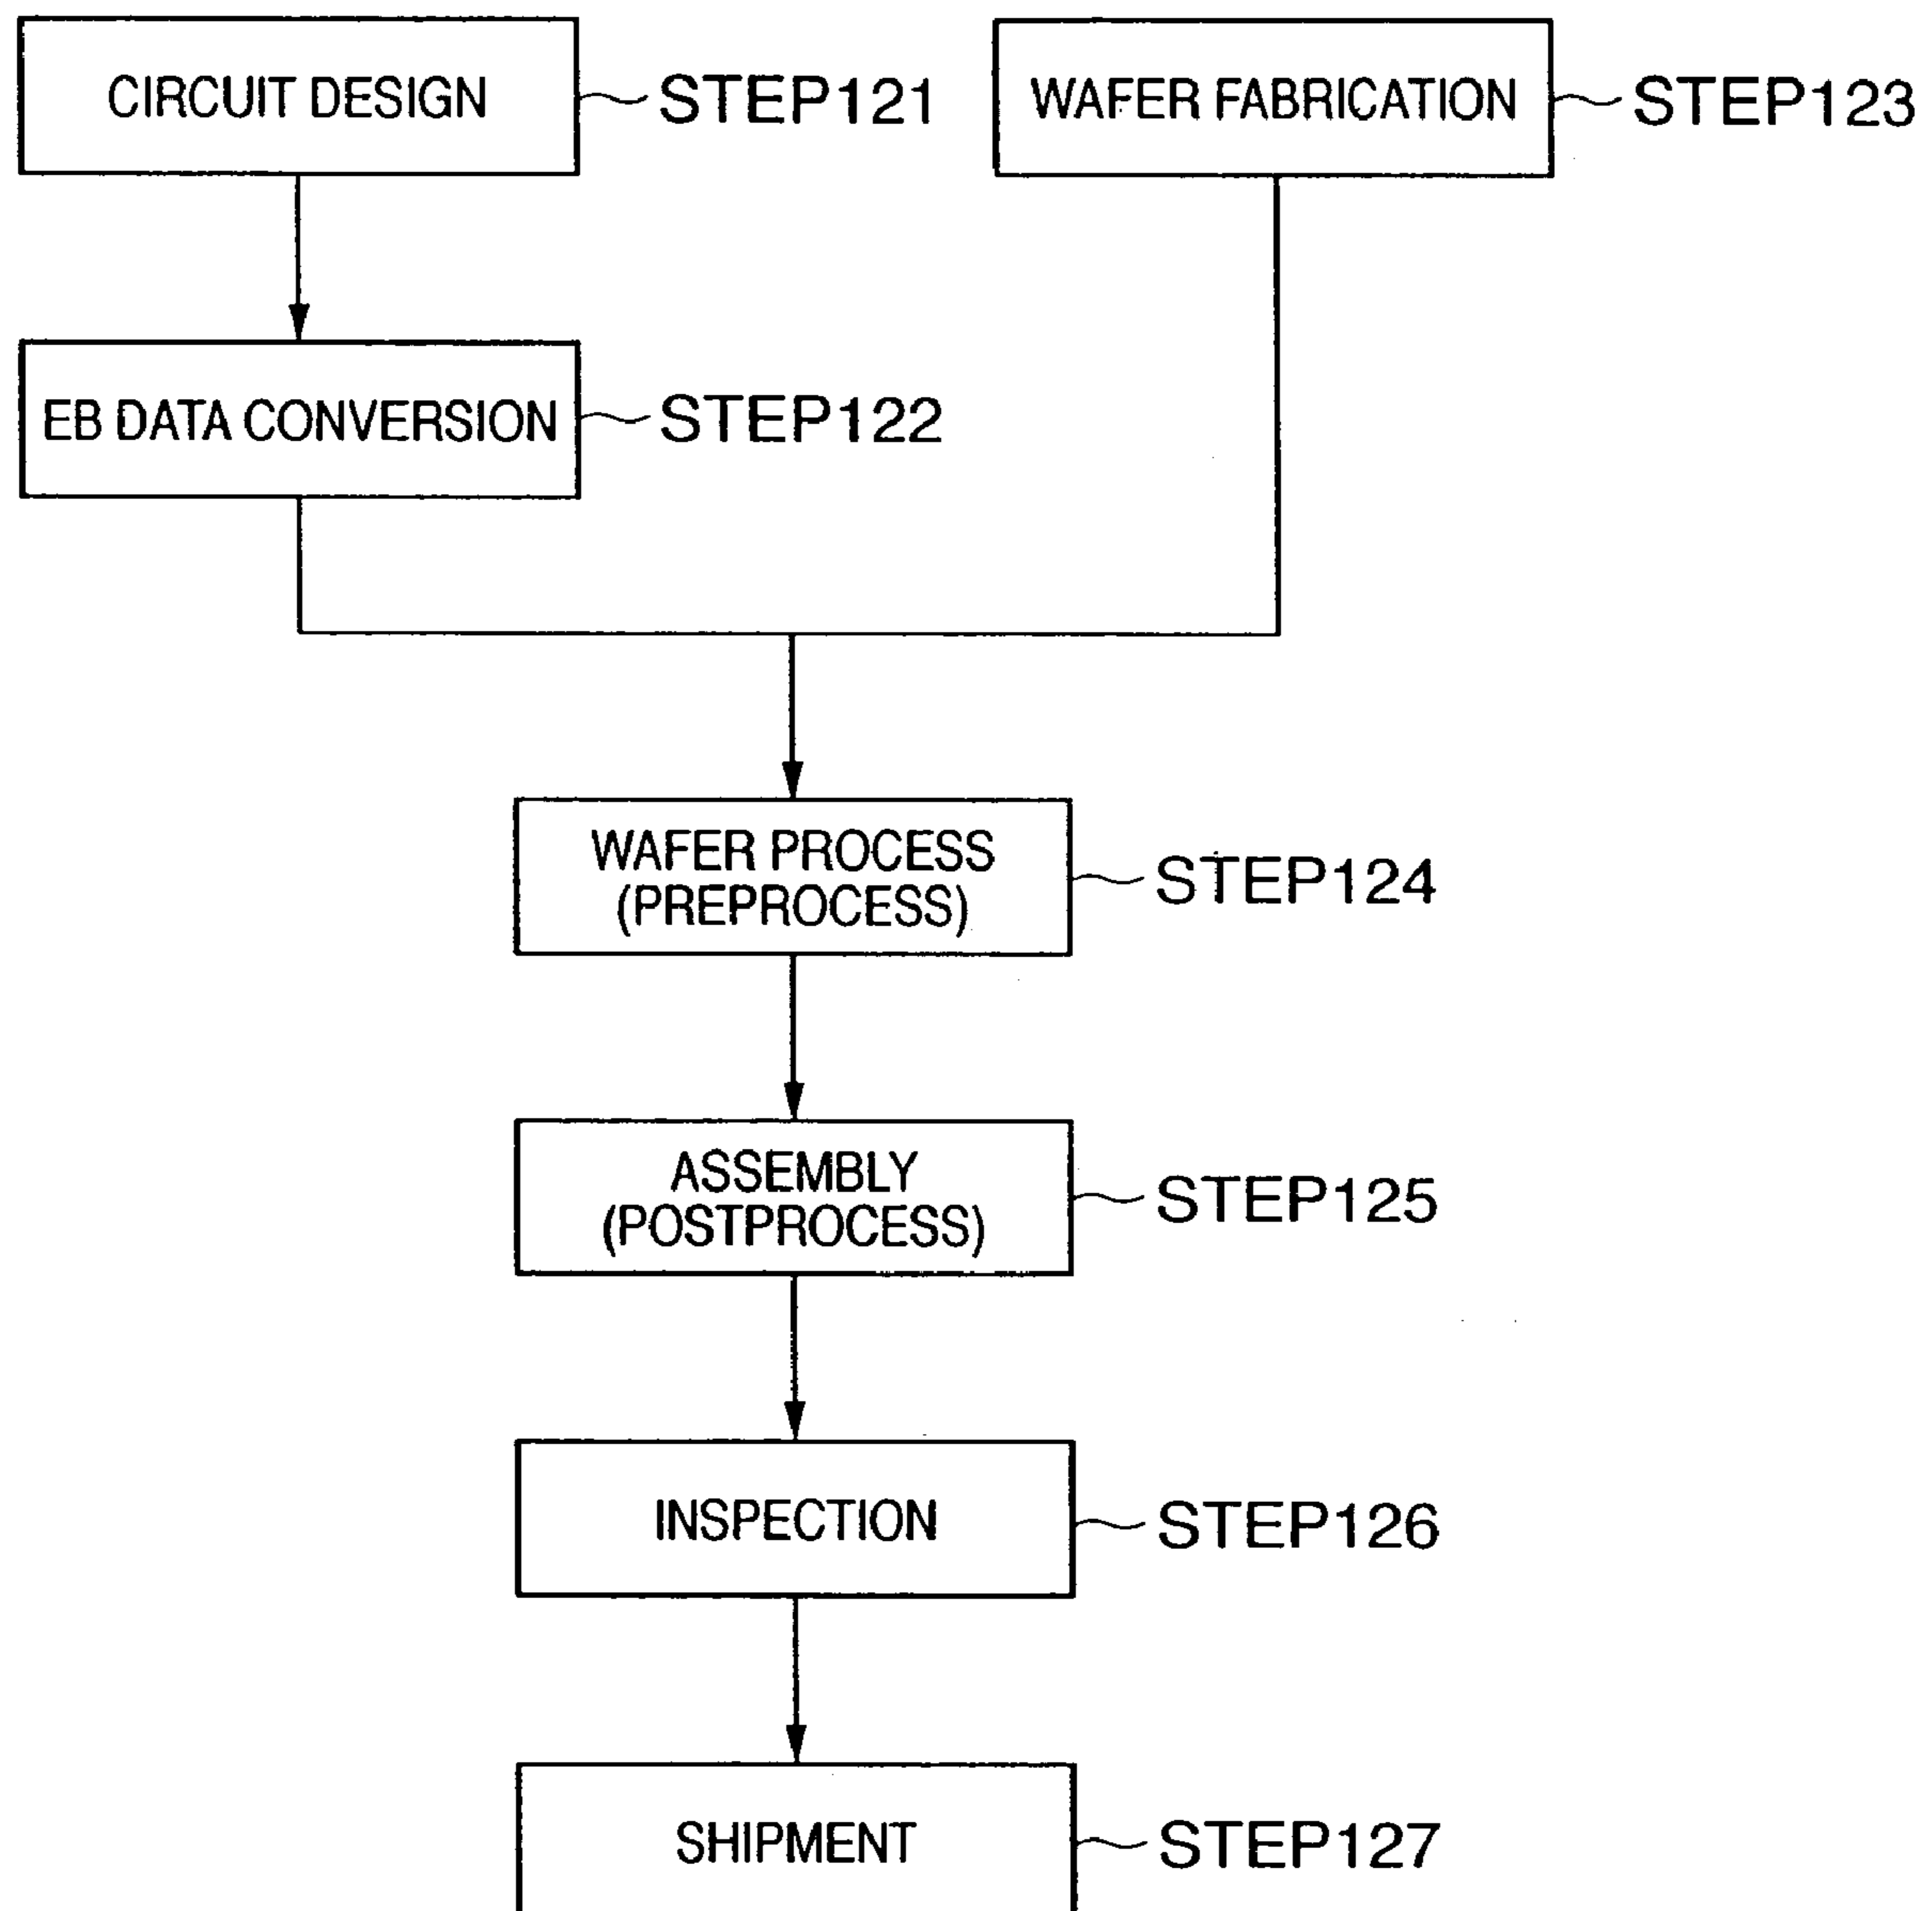 CIRCUIT DESIGN
STEP121
WAFER FABRICATION
STEP123
EB DATA CONVERSION
STEP122
WAFER PROCESS
(PREPROCESS)
STEP124
ASSEMBLY
(POSTPROCESS)
STEP125
INSPECTION
STEP126
SHIPMENT
STEP127